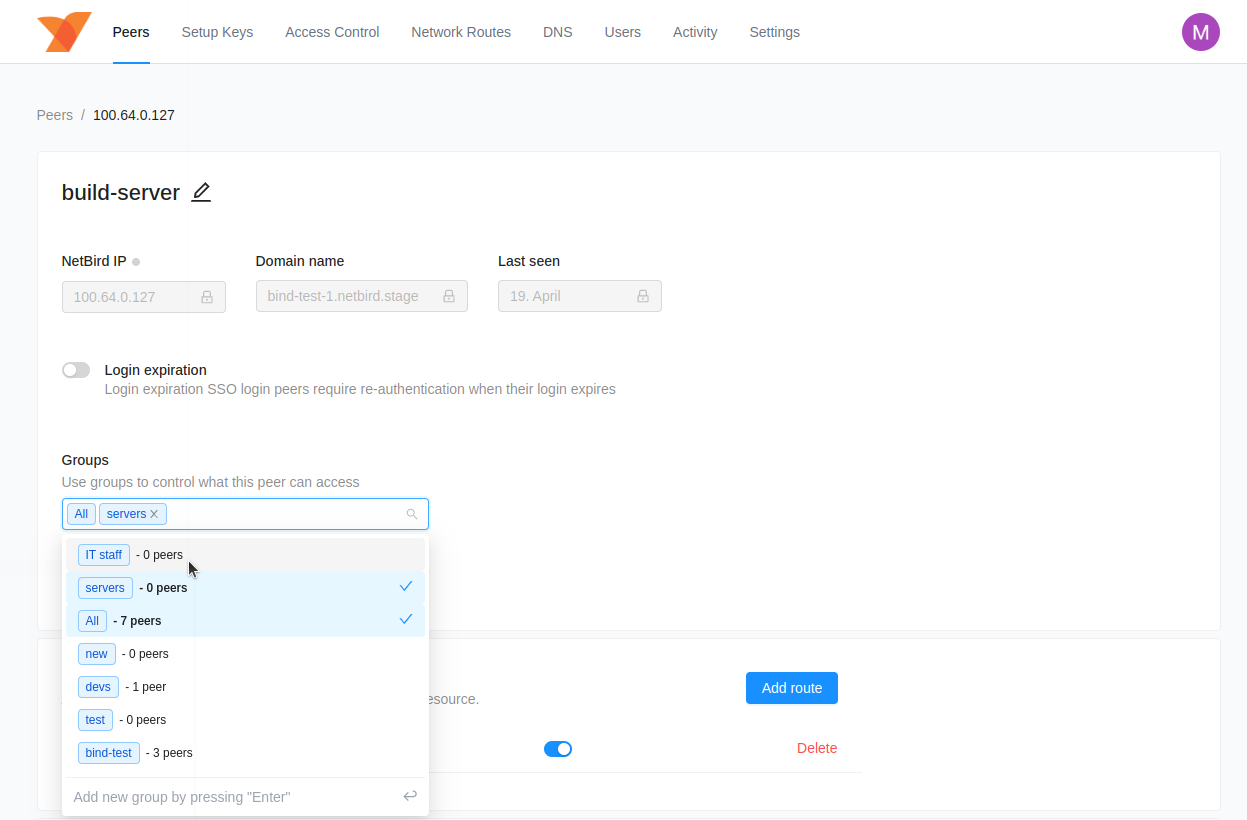 Peers Setup Keys Access Control Network Routes DNS Users Activity Settings M
Peers / 100.64.0.127
build-server
NetBird IP Domain name Last seen
100.64.0.127 bind-test-1.netbird.stage 19. April
Login expiration
Login expiration SSO login peers require re-authentication when their login expires
Groups
Use groups to control what this peer can access
All servers
IT staff - 0 peers
servers - 0 peers
All - 7 peers
new - 0 peers
devs - 1 peer
esource. Add route
test - 0 peers
bind-test - 3 peers Delete
Add new group by pressing "Enter"